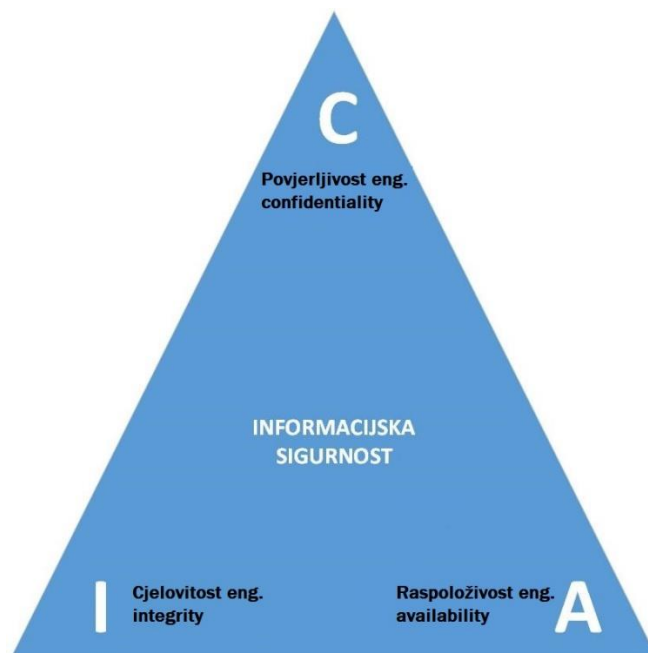 C
Povjerljivost eng.
confidentiality
INFORMACIJSKA
SIGURNOST
I
Cjelovitost eng.
integrity
Raspoloživost eng.
availability
A